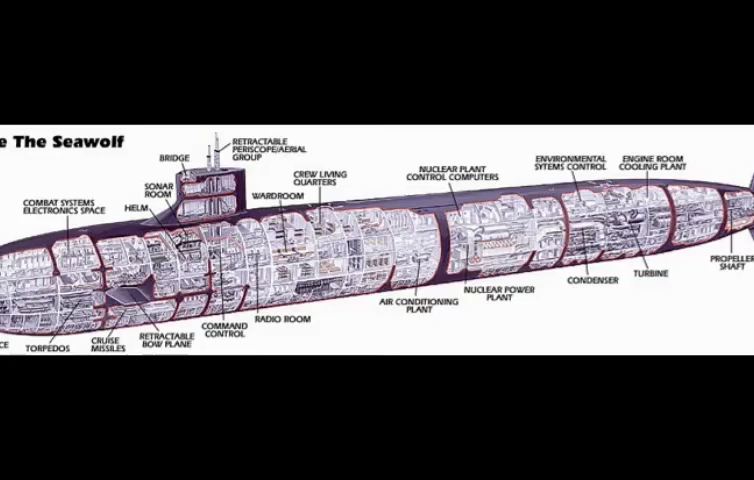 e The Seawolf
RETRACTABLE
PERISCOPE/AERIAL
GROUP
BRIDGE
SONAR
ROOM
HELM
COMBAT SYSTEMS
ELECTRONICS SPACE
WARDROOM
CREW LIVING
QUARTERS
NUCLEAR PLANT
CONTROL COMPUTERS
ENVIRONMENTAL
SYTEMS CONTROL
ENGINE ROOM
COOLING PLANT
CE
TORPEDOS
CRUISE
MISSILES
RETRACTABLE
BOW PLANE
COMMAND
CONTROL
RADIO ROOM
AIR CONDITIONING
PLANT
NUCLEAR POWER
PLANT
CONDENSER
TURBINE
PROPELLER
SHAFT